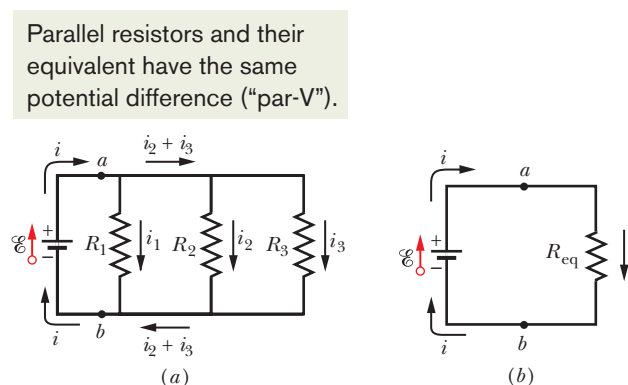 Parallel resistors and their
equivalent have the same
potential difference (“par-V”).
i a i₂ + i₃
ℰ + − R₁ i₁ R₂ i₂ R₃ i₃
i b i₂ + i₃
(a)
i a
ℰ + − R_eq
i b
(b)